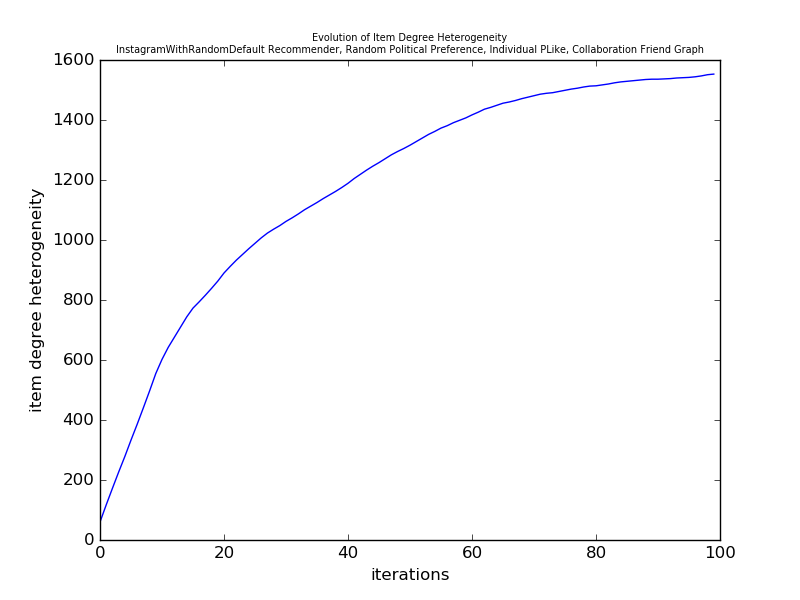 Evolution of Item Degree Heterogeneity
InstagramWithRandomDefault Recommender, Random Political Preference, Individual PLike, Collaboration Friend Graph
1600
1400
1200
1000
800
600
400
200
0
item degree heterogeneity
0 20 40 60 80 100
iterations